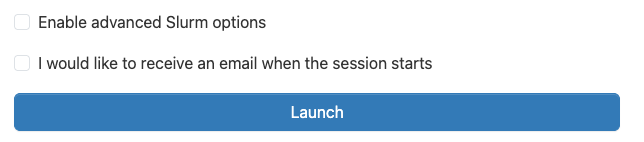 Enable advanced Slurm options
I would like to receive an email when the session starts
Launch